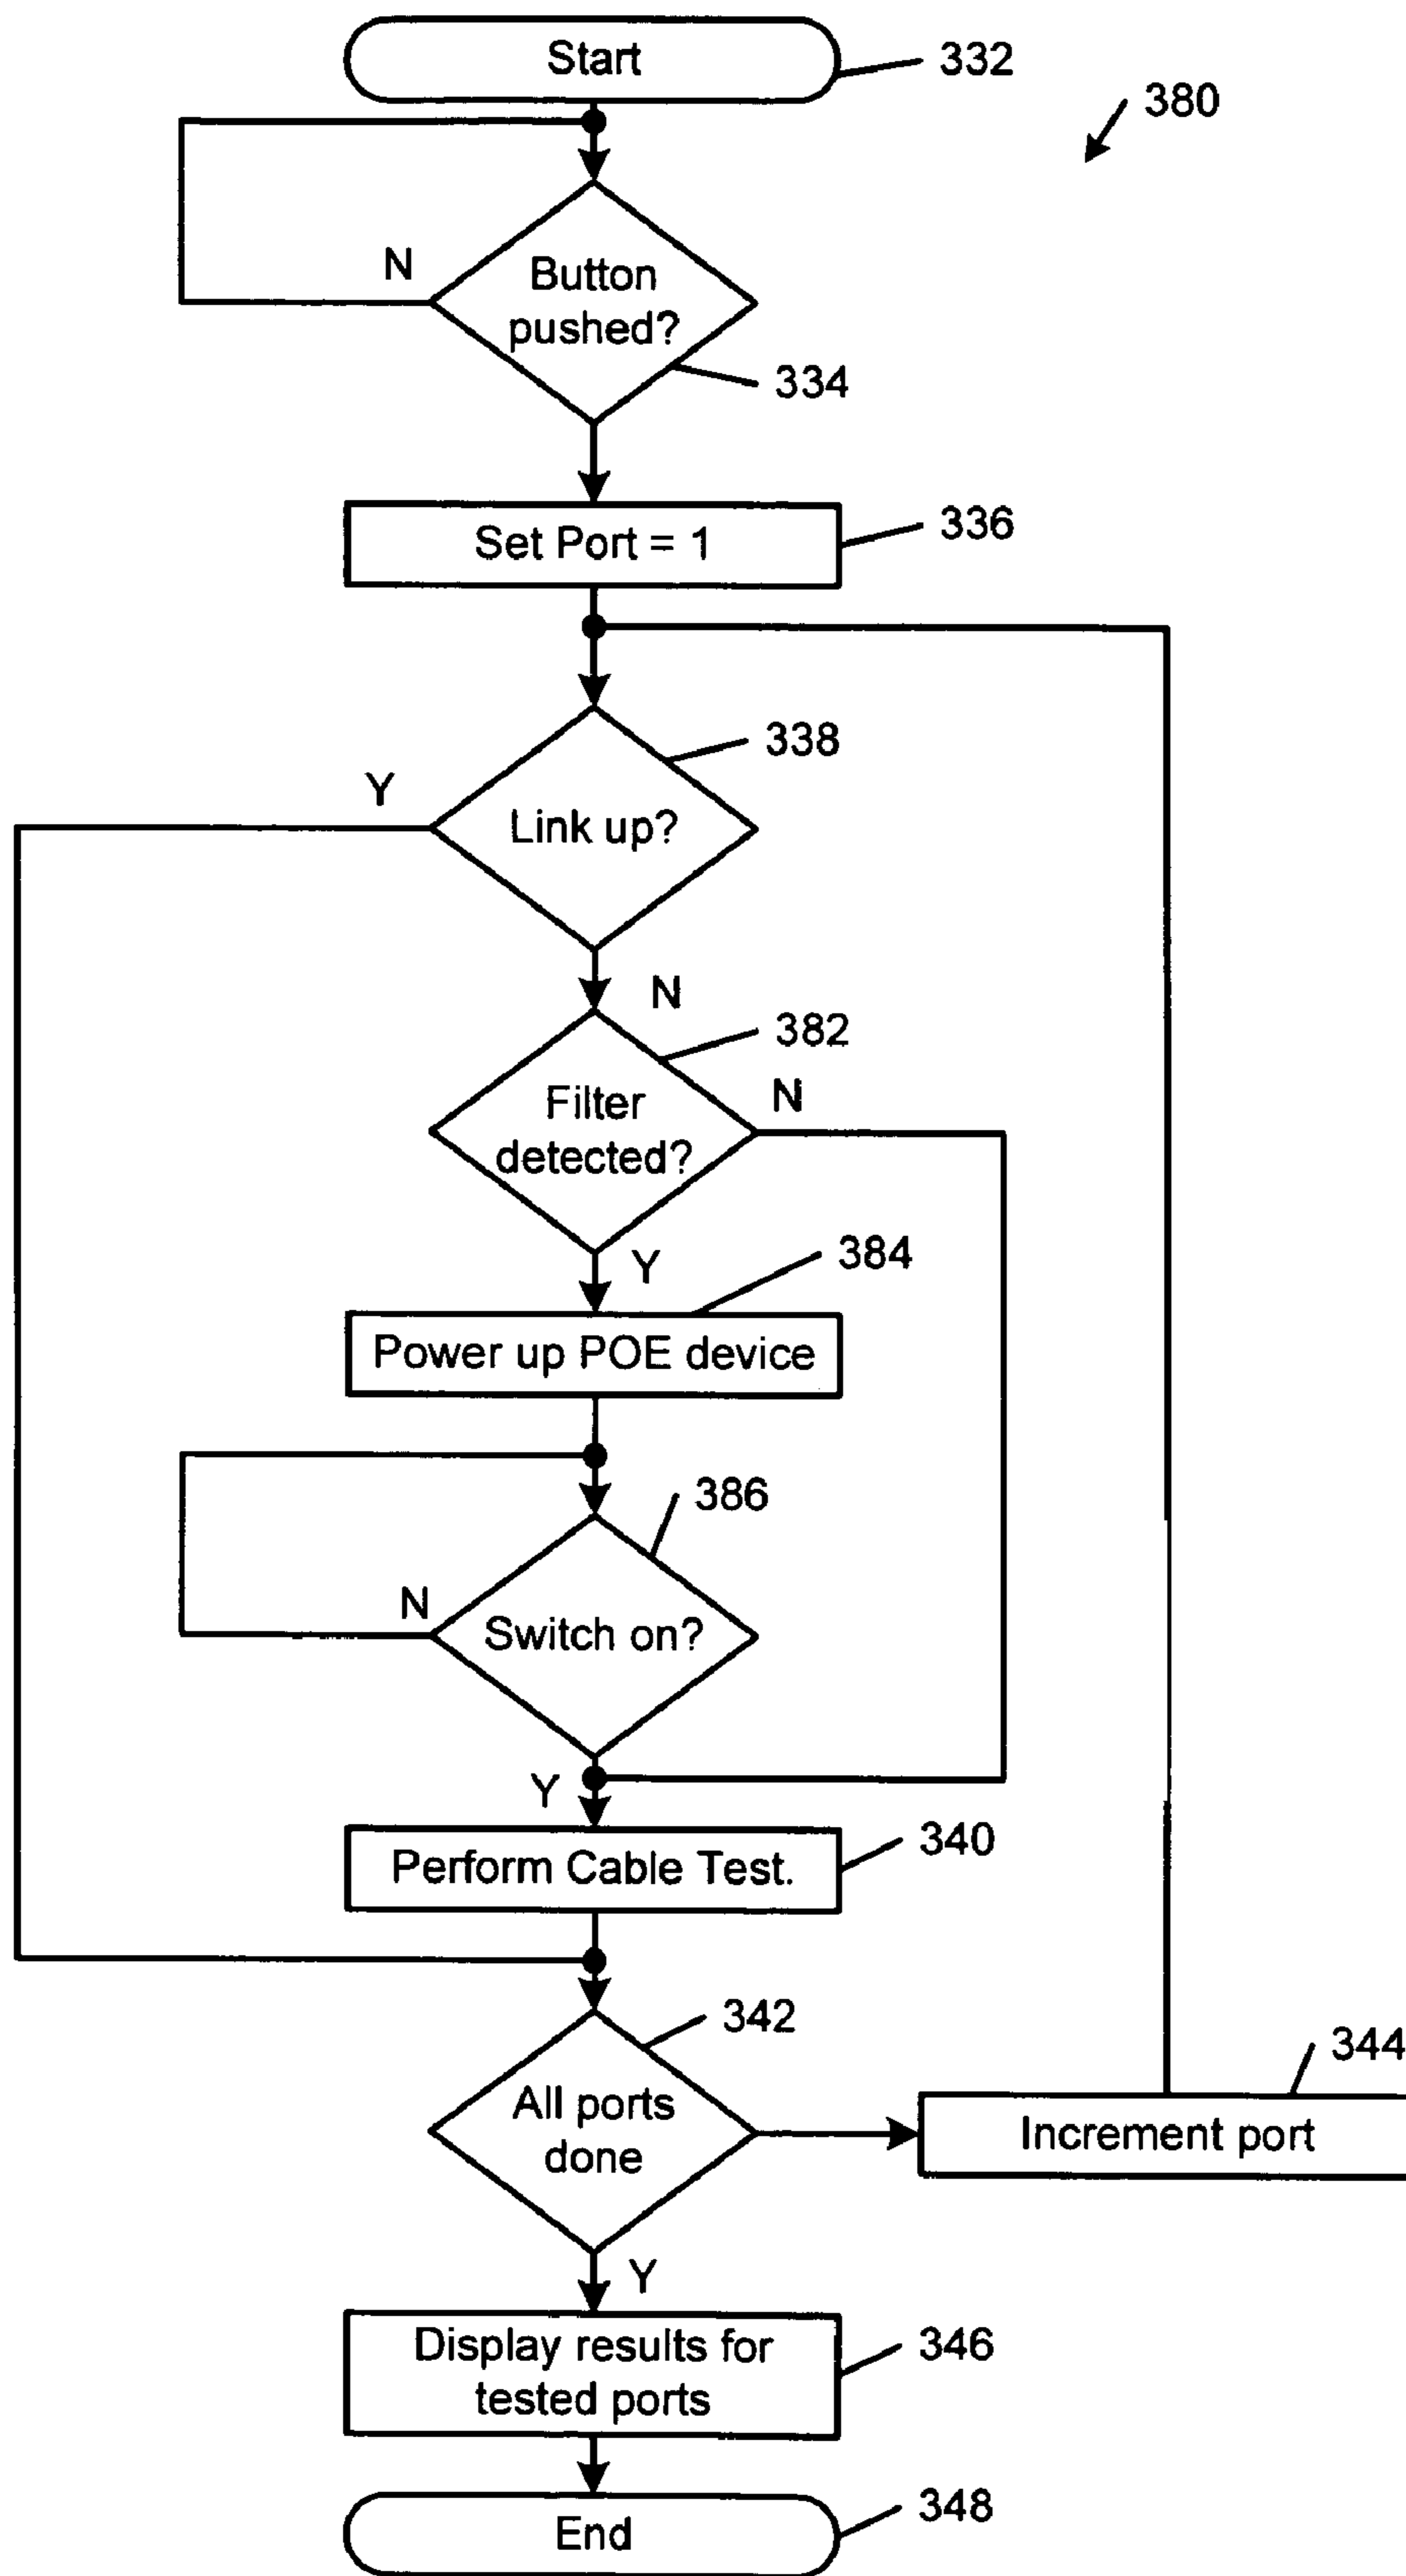 Start
332
380
N
Button
pushed?
334
Set Port = 1
336
338
Y
Link up?
N
382
Filter
detected?
N
Y
384
Power up POE device
386
N
Switch on?
Y
Perform Cable Test.
340
342
All ports
done
344
Increment port
Y
Display results for
tested ports
346
End
348